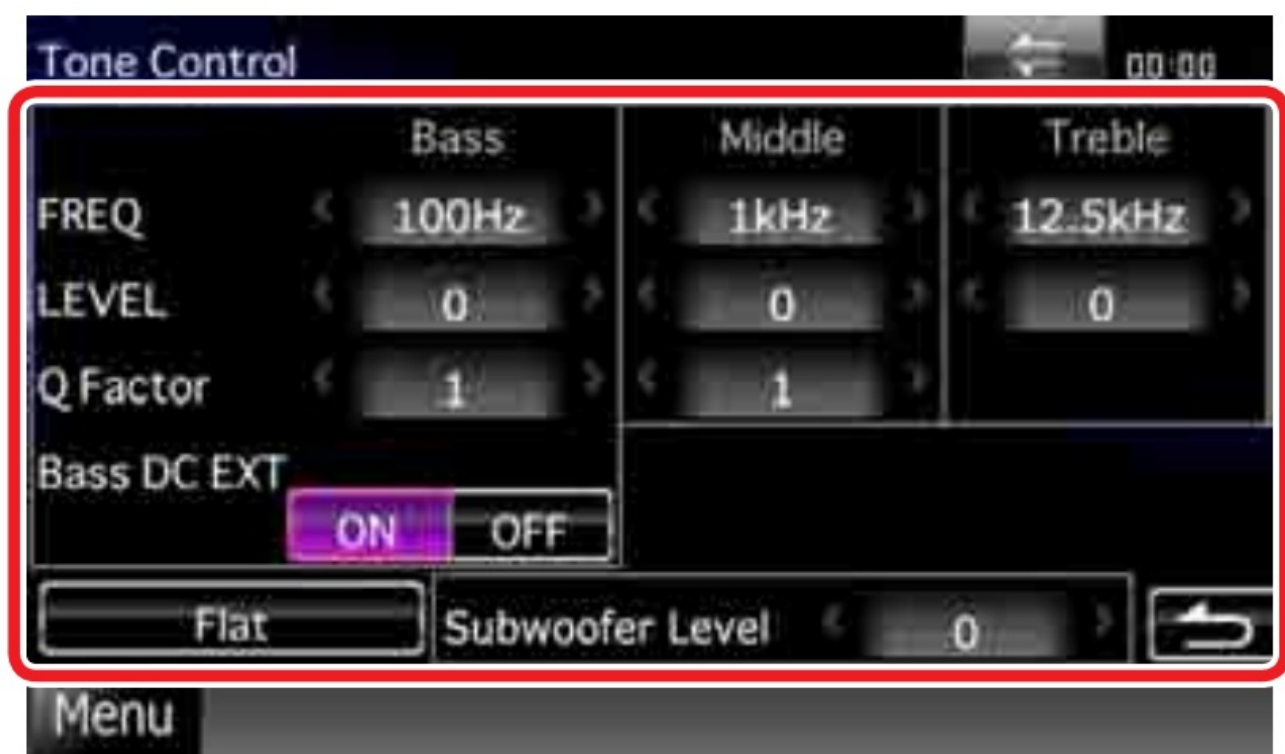 Tone Control 00:00
Bass Middle Treble
FREQ 100Hz 1kHz 12.5kHz
LEVEL 0 0 0
Q Factor 1 1
Bass DC EXT
ON OFF
Flat Subwoofer Level 0
Menu